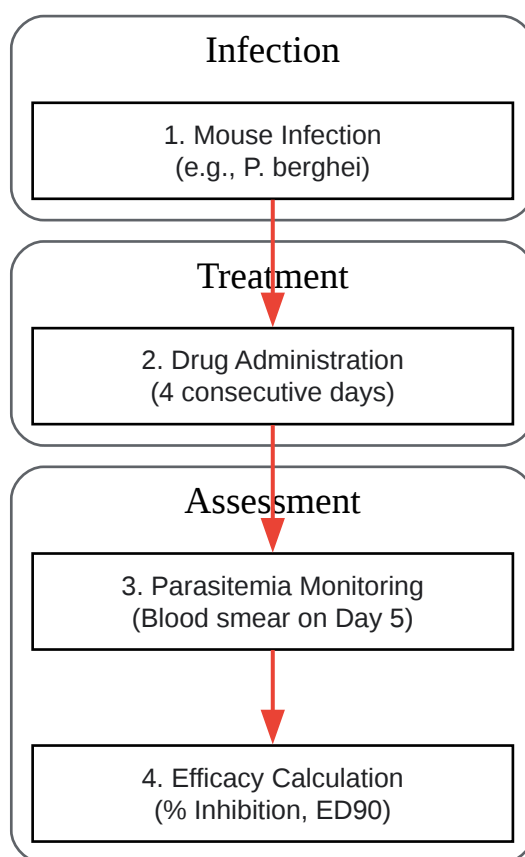 Infection
1. Mouse Infection
(e.g., P. berghei)
Treatment
2. Drug Administration
(4 consecutive days)
Assessment
3. Parasitemia Monitoring
(Blood smear on Day 5)
4. Efficacy Calculation
(% Inhibition, ED90)